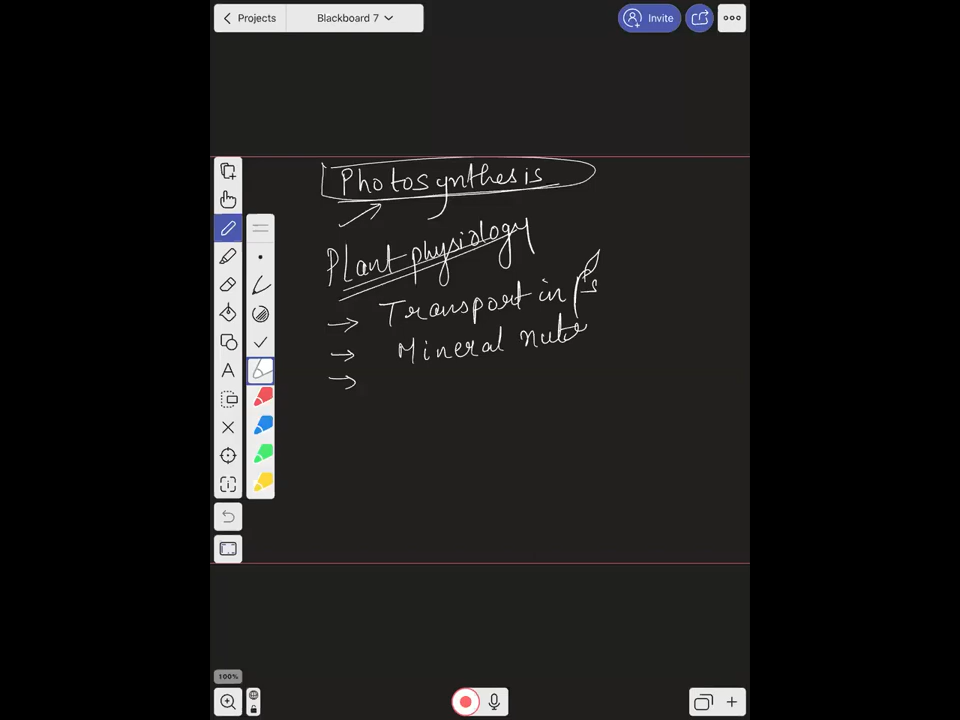 Projects
Blackboard 7
Invite
Photosynthesis
Plant physiology
→ Transport in
→ Mineral
→
A
100%